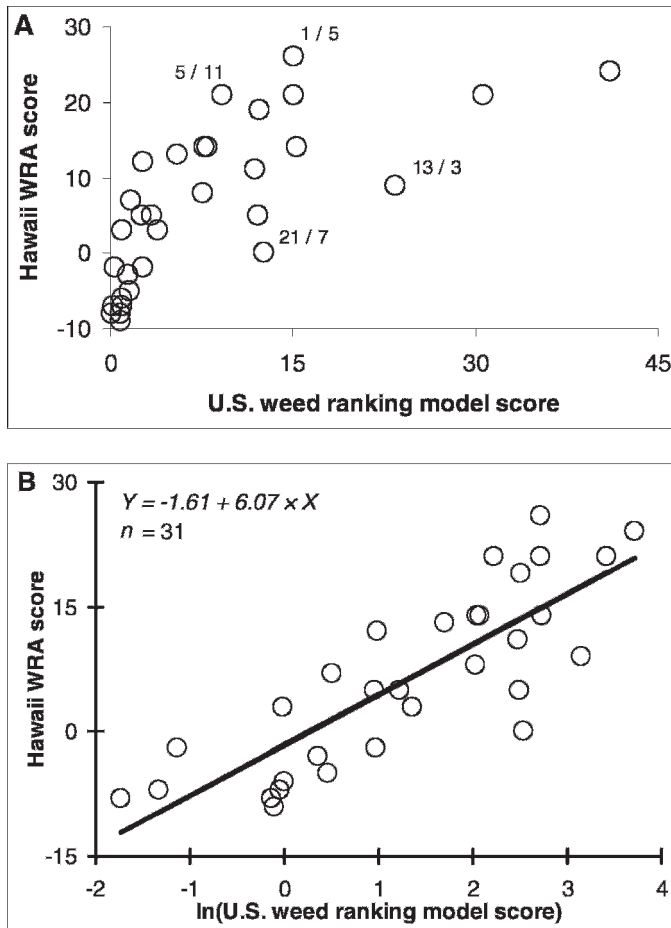 A
30
20
10
0
-10
Hawaii WRA score
1 / 5
5 / 11
13 / 3
21 / 7
0 15 30 45
U.S. weed ranking model score
B
30
15
0
-15
Hawaii WRA score
Y = -1.61 + 6.07 × X
n = 31
-2 -1 0 1 2 3 4
ln(U.S. weed ranking model score)